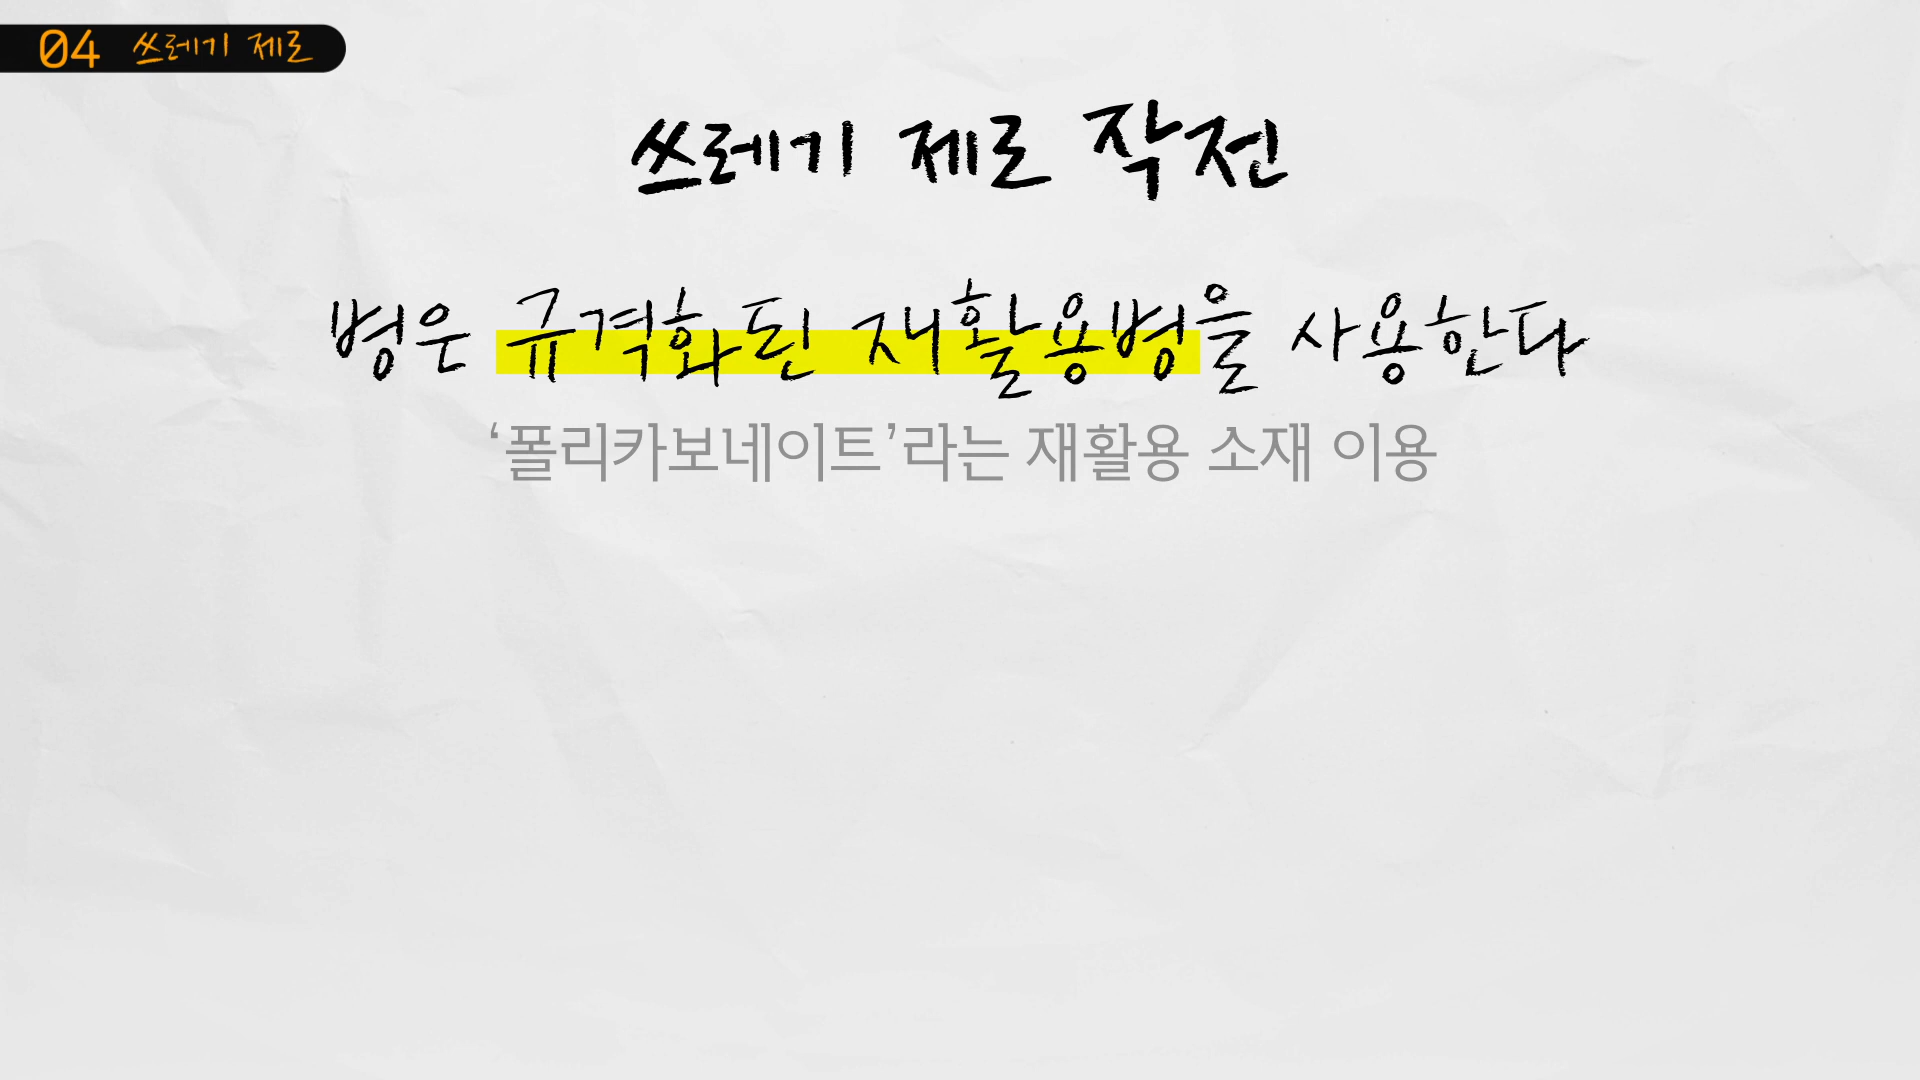 04 쓰레기 제로
쓰레기 제로 작전
병은 규격화된 재활용병을 사용한다
‘폴리카보네이트’라는 재활용 소재 이용